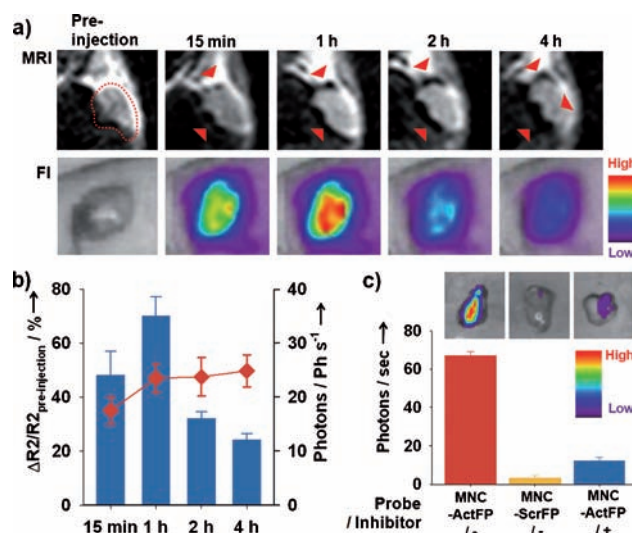 a)
Pre-
injection 15 min 1 h 2 h 4 h
MRI
FI
High
Low
b)
ΔR2/R2pre-injection / % →
80
60
40
20
0
40
30
20
10
0
Photons / Ph s⁻¹ →
15 min 1 h 2 h 4 h
c)
Photons / sec →
80
60
40
20
0
High
Low
Probe
/ Inhibitor
MNC
-ActFP
/ -
MNC
-ScrFP
/ -
MNC
-ActFP
/ +